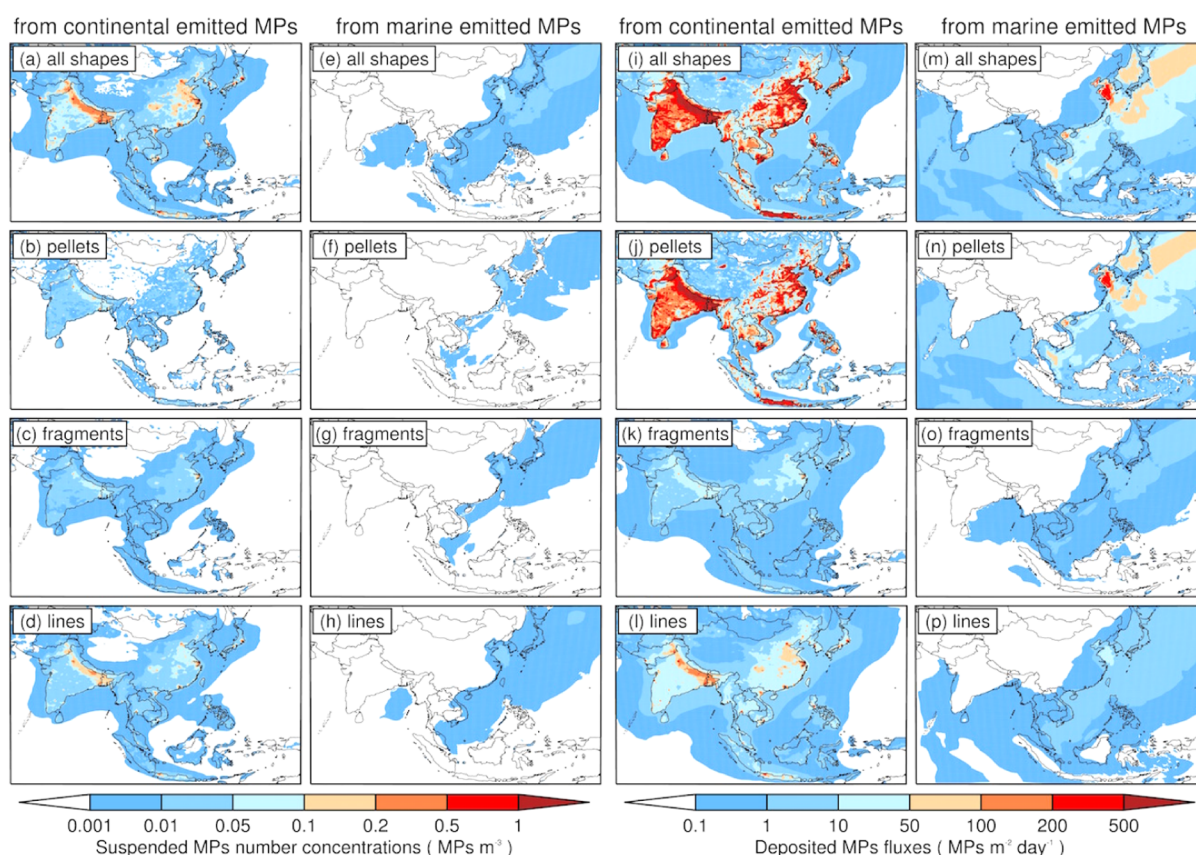 from continental emitted MPs from marine emitted MPs from continental emitted MPs from marine emitted MPs
(a) all shapes (e) all shapes (i) all shapes (m) all shapes
(b) pellets (f) pellets (j) pellets (n) pellets
(c) fragments (g) fragments (k) fragments (o) fragments
(d) lines (h) lines (l) lines (p) lines
0.001 0.01 0.05 0.1 0.2 0.5 1 0.1 1 10 50 100 200 500
Suspended MPs number concentrations ( MPs m⁻³ ) Deposited MPs fluxes ( MPs m⁻² day⁻¹ )